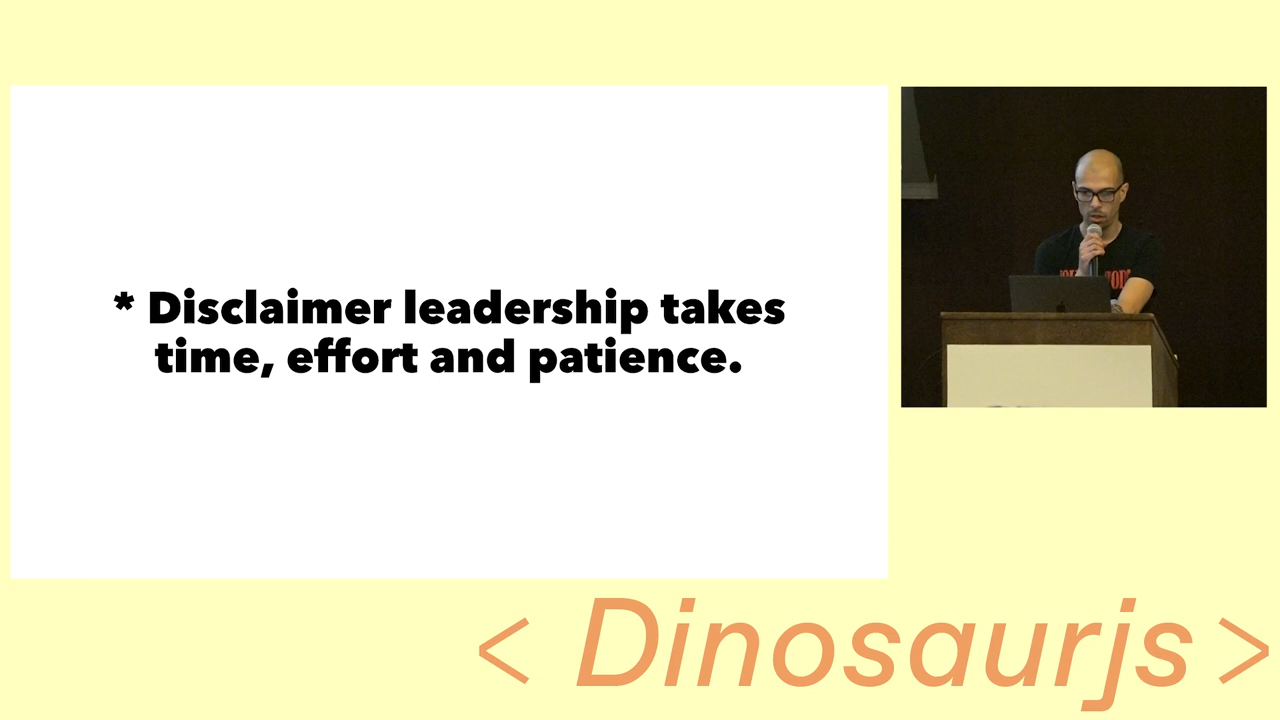 * Disclaimer leadership takes
time, effort and patience.
< Dinosaurjs >